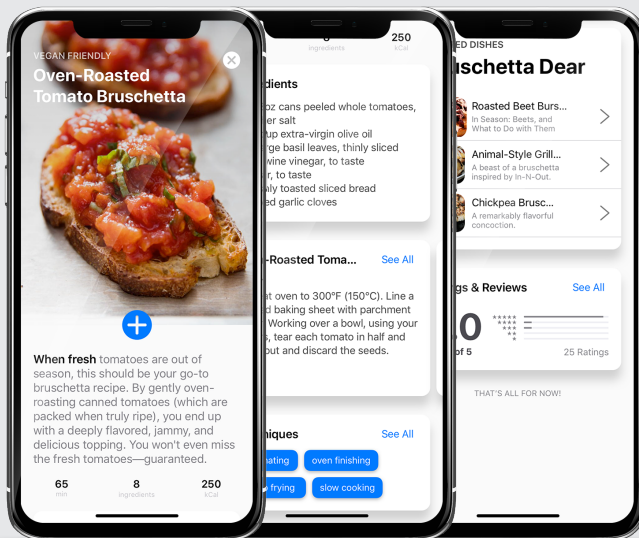 VEGAN FRIENDLY
Oven-Roasted
Tomato Bruschetta
When fresh tomatoes are out of
season, this should be your go-to
bruschetta recipe. By gently oven-
roasting canned tomatoes (which are
packed when truly ripe), you end up
with a deeply flavored, jammy, and
delicious topping. You won't even miss
the fresh tomatoes—guaranteed.
65 8 250
min ingredients kCal
250
ingredients kCal
dients
oz cans peeled whole tomatoes,
er salt
up extra-virgin olive oil
rge basil leaves, thinly sliced
wine vinegar, to taste
r, to taste
nly toasted sliced bread
ed garlic cloves
-Roasted Toma... See All
t oven to 300°F (150°C). Line a
d baking sheet with parchment
Working over a bowl, using your
s, tear each tomato in half and
out and discard the seeds.
niques See All
ating oven finishing
frying slow cooking
ED DISHES
uschetta Dear
Roasted Beet Burs...
In Season: Beets, and
What to Do with Them
Animal-Style Grill...
A beast of a bruschetta
inspired by In-N-Out.
Chickpea Brusc...
A remarkably flavorful
concoction.
gs & Reviews See All
.0
of 5 25 Ratings
THAT'S ALL FOR NOW!